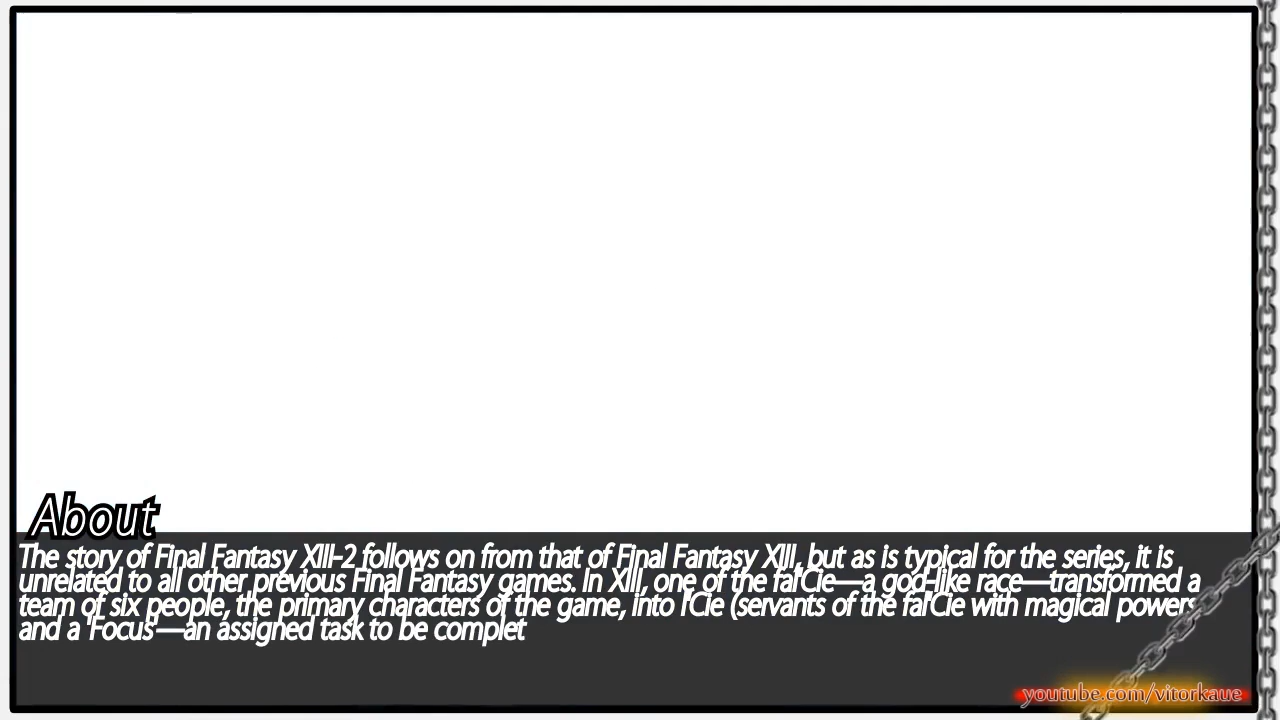 About
The story of Final Fantasy XIII-2 follows on from that of Final Fantasy XIII, but as is typical for the series, it is
unrelated to all other previous Final Fantasy games. In XIII, one of the fal'Cie—a god-like race—transformed a
team of six people, the primary characters of the game, into l'Cie (servants of the fal'Cie with magical powers
and a 'Focus'—an assigned task to be complet
youtube.com/vitorkaue